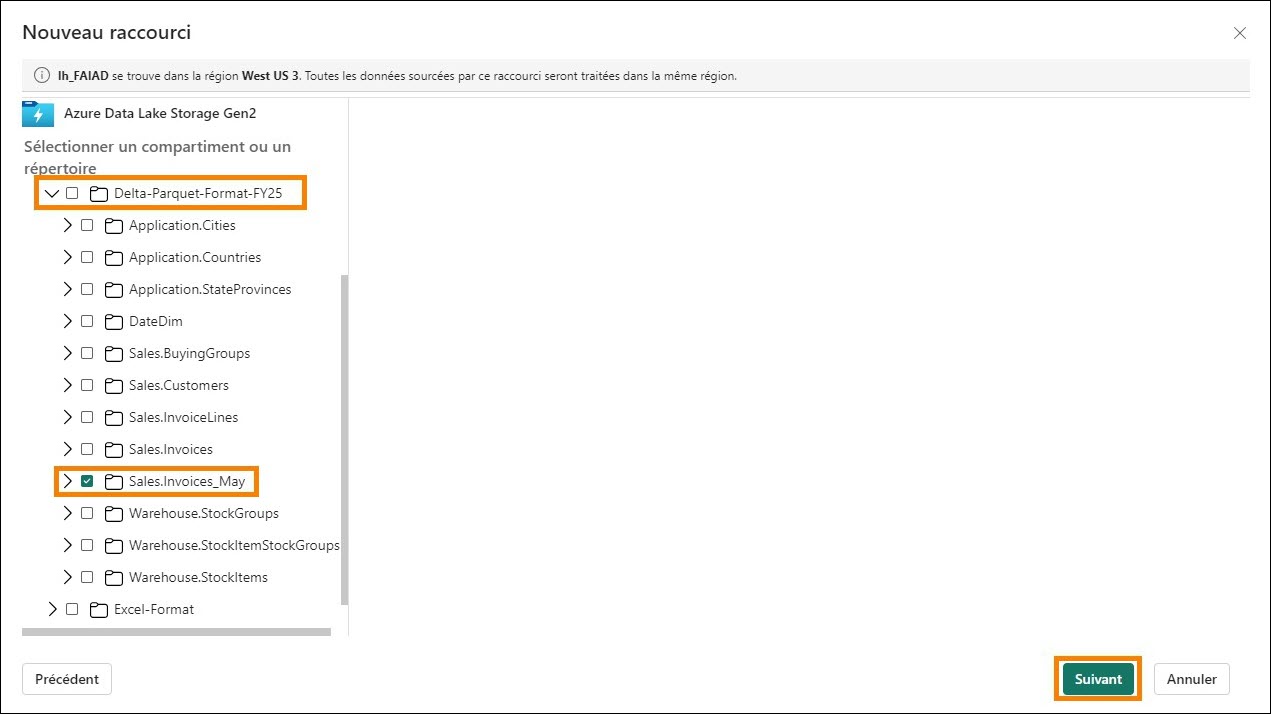 Nouveau raccourci
lh_FAIAD se trouve dans la région West US 3. Toutes les données sourcées par ce raccourci seront traitées dans la même région.
Azure Data Lake Storage Gen2
Sélectionner un compartiment ou un
répertoire
Delta-Parquet-Format-FY25
Application.Cities
Application.Countries
Application.StateProvinces
DateDim
Sales.BuyingGroups
Sales.Customers
Sales.InvoiceLines
Sales.Invoices
Sales.Invoices_May
Warehouse.StockGroups
Warehouse.StockItemStockGroups
Warehouse.StockItems
Excel-Format
Précédent
Suivant
Annuler